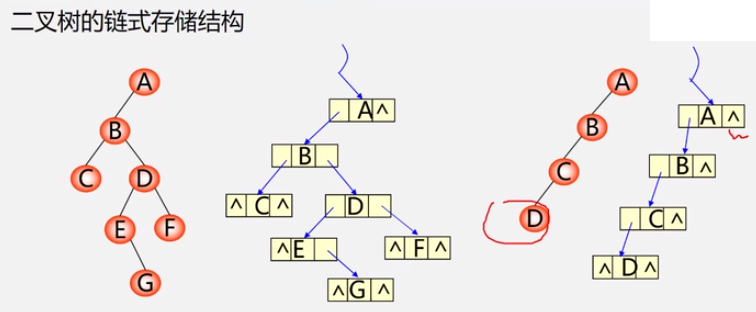 二叉树的链式存储结构
A
B
C D
E F
G
A ^
B
^ C ^ D
^ E ^ F ^
^ G ^
A
B
C
D
A ^
B ^
C ^
^ D ^